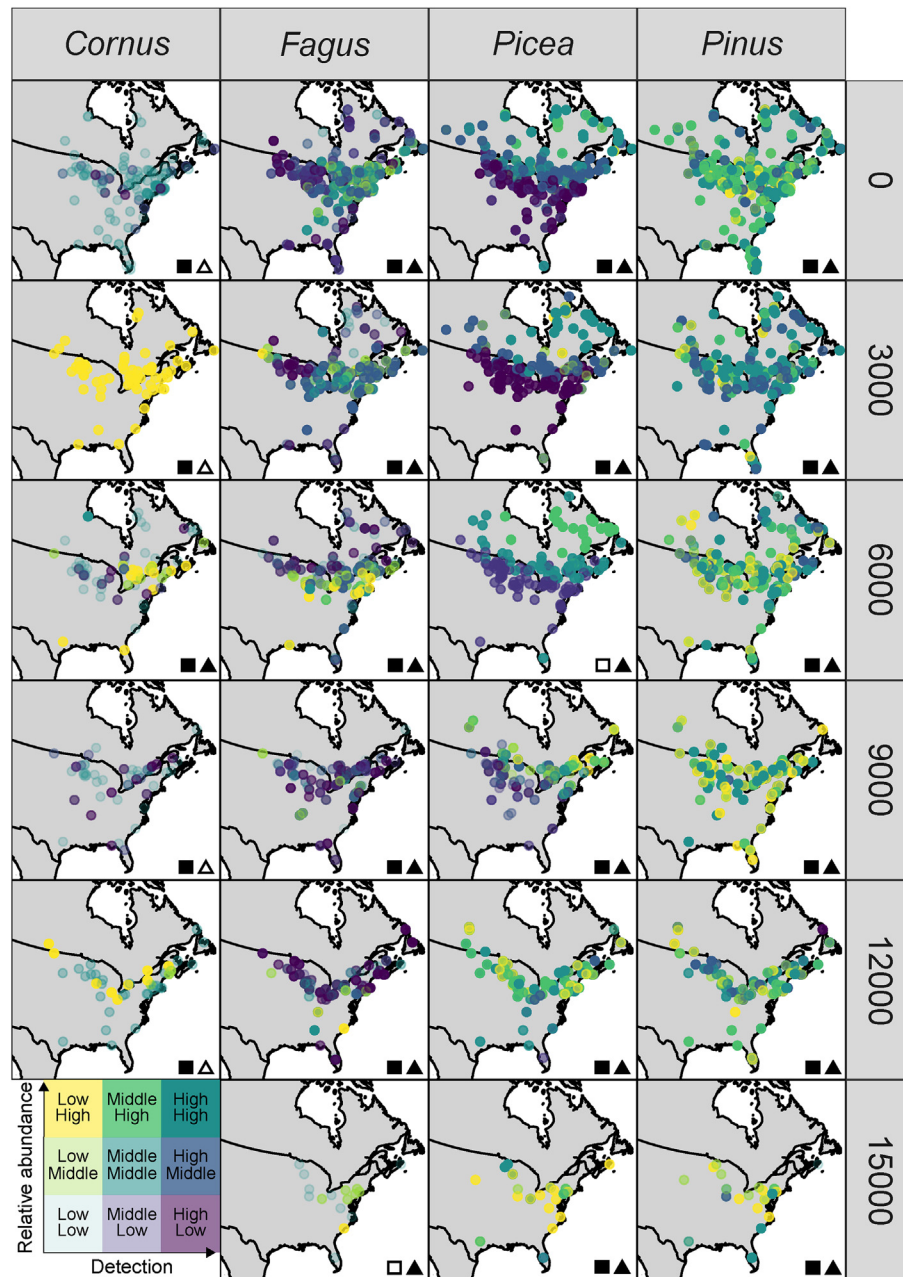 Cornus Fagus Picea Pinus
0
3000
6000
9000
12000
15000
Relative abundance
Low High
Middle High
High High
Low Middle
Middle Middle
High Middle
Low Low
Middle Low
High Low
Detection